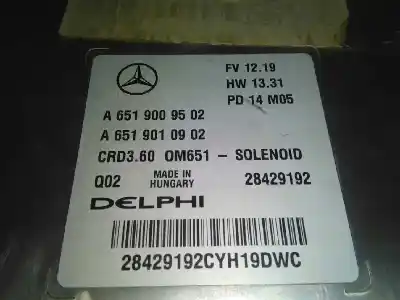 FV 12.19
HW 13.31
PD 14 M05
A 651 900 95 02
A 651 901 09 02
CRD3.60 OM651 - SOLENOID
Q02 MADE IN HUNGARY 28429192
DELPHI
28429192CYH19DWC